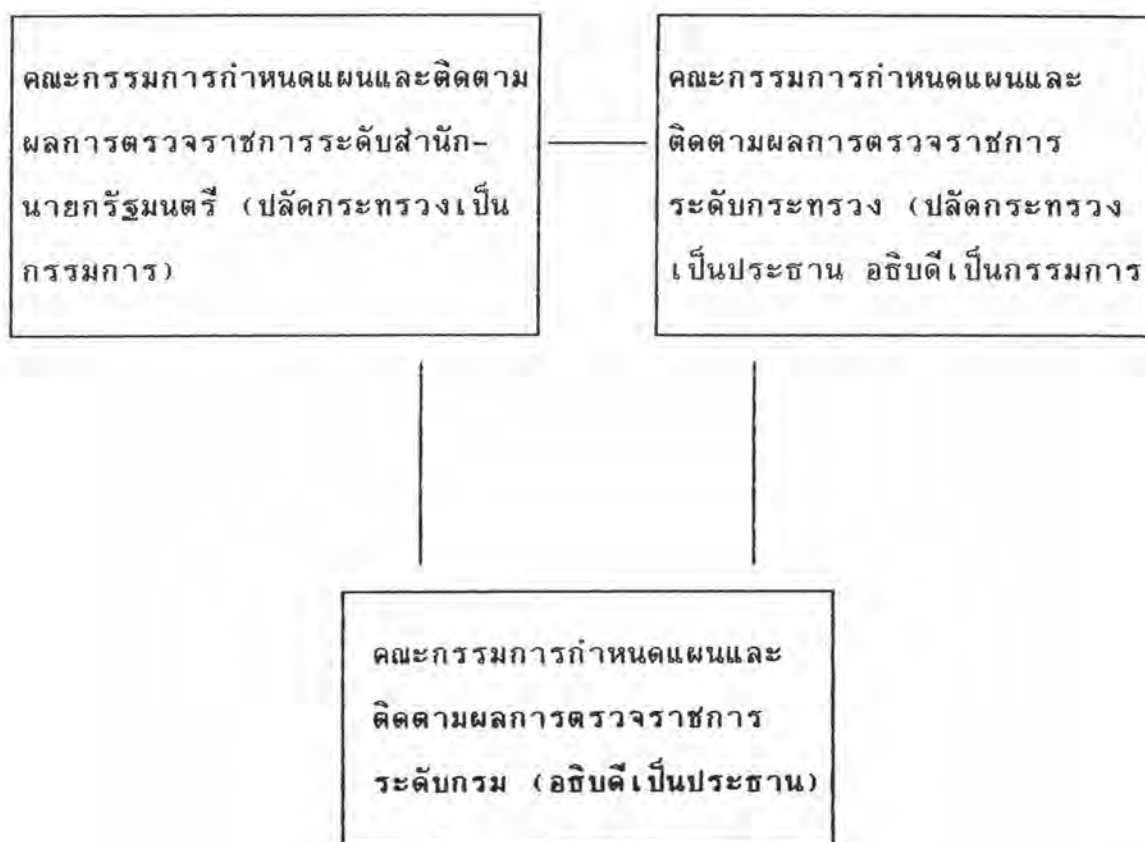 คณะกรรมการกำหนดแผนและติดตาม
ผลการตรวจราชการระดับสำนัก-
นายกรัฐมนตรี (ปลัดกระทรวงเป็น
กรรมการ)
คณะกรรมการกำหนดแผนและ
ติดตามผลการตรวจราชการ
ระดับกระทรวง (ปลัดกระทรวง
เป็นประธาน อธิบดีเป็นกรรมการ
คณะกรรมการกำหนดแผนและ
ติดตามผลการตรวจราชการ
ระดับกรม (อธิบดีเป็นประธาน)